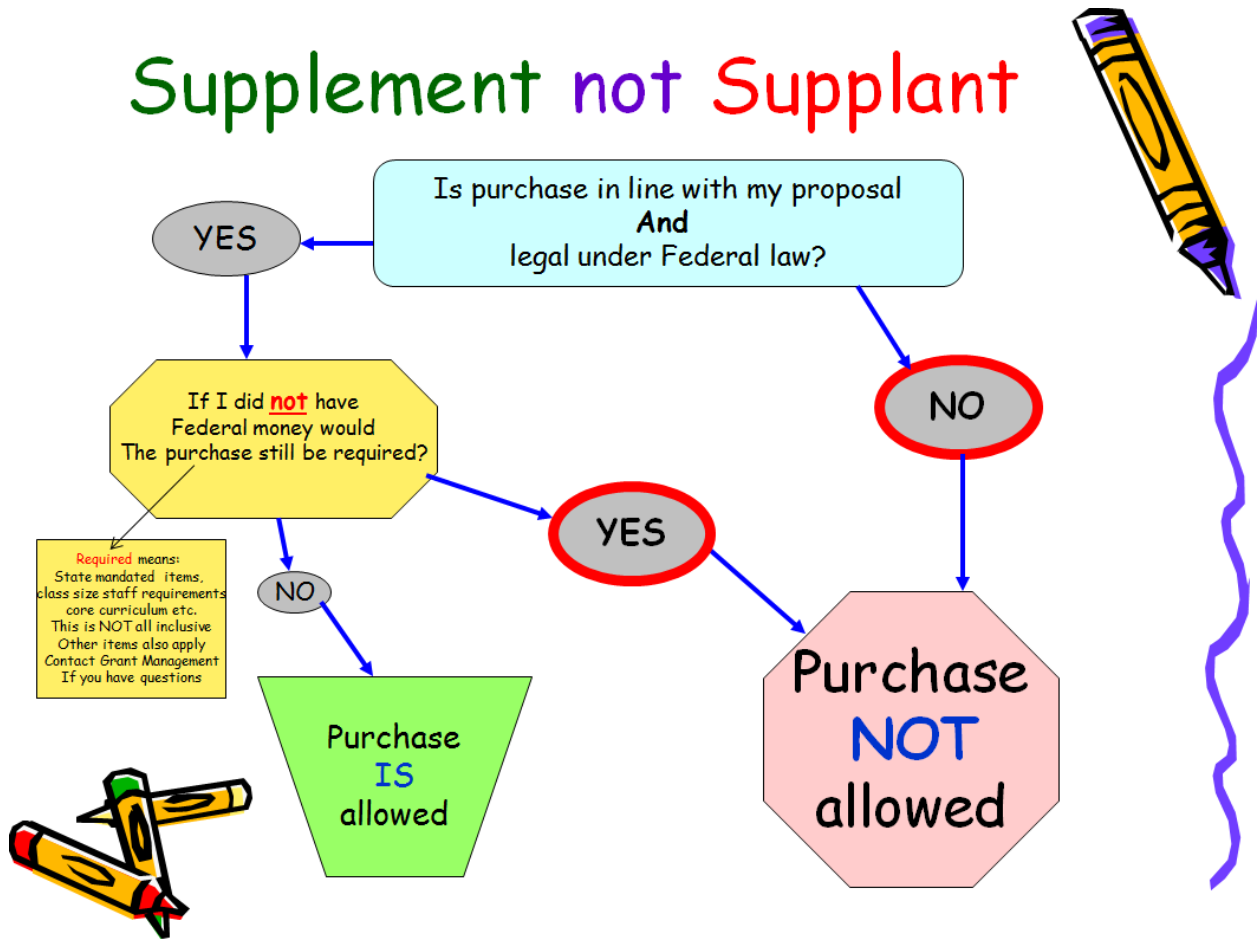 Supplement not Supplant
Is purchase in line with my proposal
And
legal under Federal law?
YES
If I did not have
Federal money would
The purchase still be required?
NO
YES
Required means:
State mandated items,
class size staff requirements
core curriculum etc.
This is NOT all inclusive
Other items also apply
Contact Grant Management
If you have questions
NO
Purchase
IS
allowed
Purchase
NOT
allowed